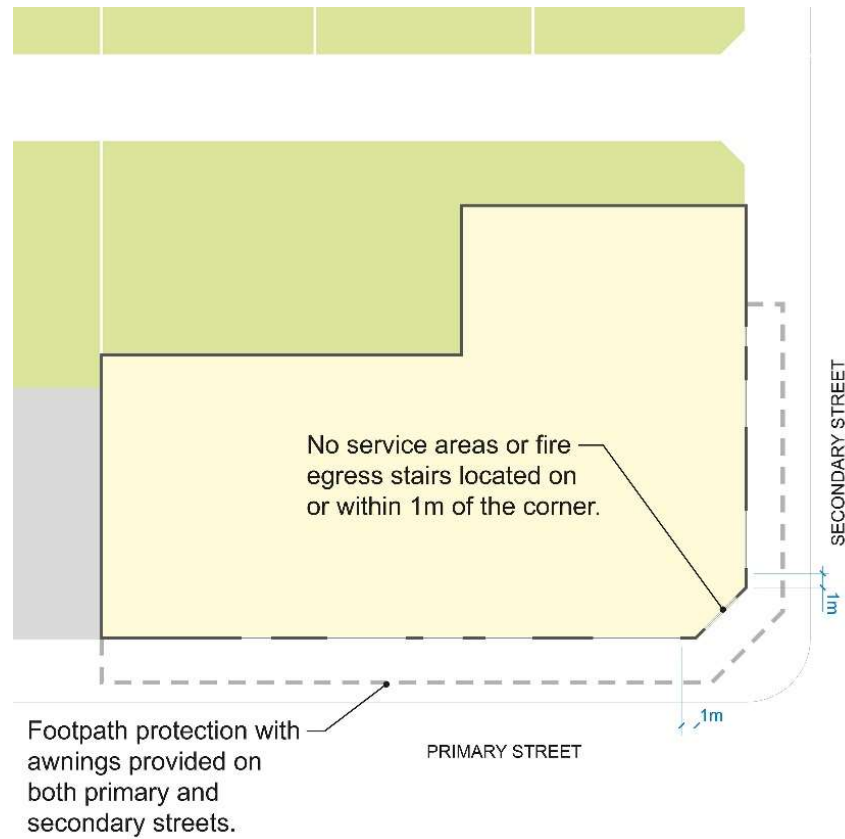 No service areas or fire
egress stairs located on
or within 1m of the corner.
SECONDARY STREET
1m
1m
PRIMARY STREET
Footpath protection with
awnings provided on
both primary and
secondary streets.